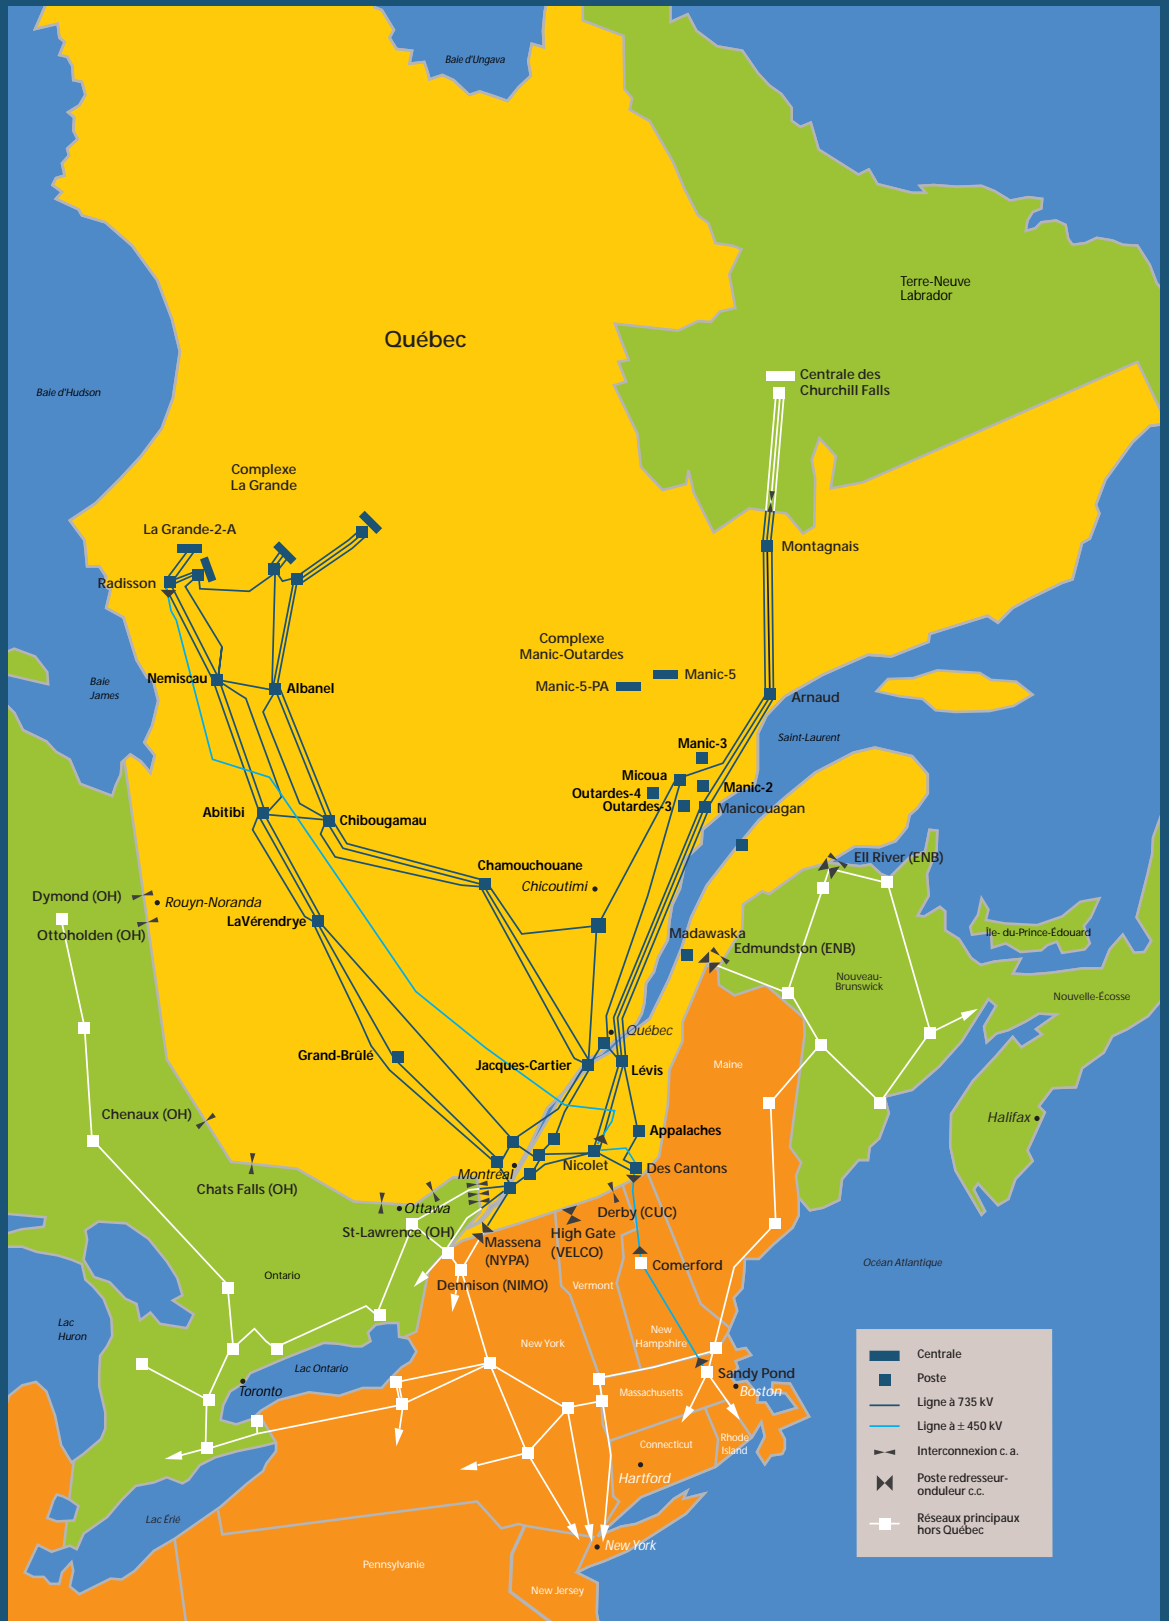 Baie d'Ungava
Terre-Neuve
Labrador
Québec
Centrale des
Churchill Falls
Baie d'Hudson
Complexe
La Grande
La Grande-2-A
Montagnais
Radisson
Complexe
Manic-Outardes
Manic-5
Manic-5-PA
Nemiscau
Albanel
Baie
James
Arnaud
Saint-Laurent
Manic-3
Micoua
Manic-2
Outardes-4
Outardes-3
Manicouagan
Abitibi
Chibougamau
Chamouchouane
Chicoutimi
Ell River (ENB)
Dymond (OH)
Rouyn-Noranda
LaVérendrye
Ottoholden (OH)
Madawaska
Edmundston (ENB)
Île- du-Prince-Édouard
Nouveau-
Brunswick
Nouvelle-Écosse
Québec
Grand-Brûlé
Jacques-Cartier
Lévis
Maine
Chenaux (OH)
Halifax
Appalaches
Nicolet
Des Cantons
Montréal
Chats Falls (OH)
Ottawa
Derby (CUC)
St-Lawrence (OH)
High Gate
(VELCO)
Massena
(NYPA)
Comerford
Océan Atlantique
Ontario
Dennison (NIMO)
Vermont
Lac
Huron
New York
New
Hampshire
Lac Ontario
Toronto
Sandy Pond
Boston
Massachusetts
Connecticut
Rhode
Island
Hartford
Lac Érlé
New York
Pennsylvanie
New Jersey
Centrale
Poste
Ligne à 735 kV
Ligne à ± 450 kV
Interconnexion c. a.
Poste redresseur-
onduleur c.c.
Réseaux principaux
hors Québec